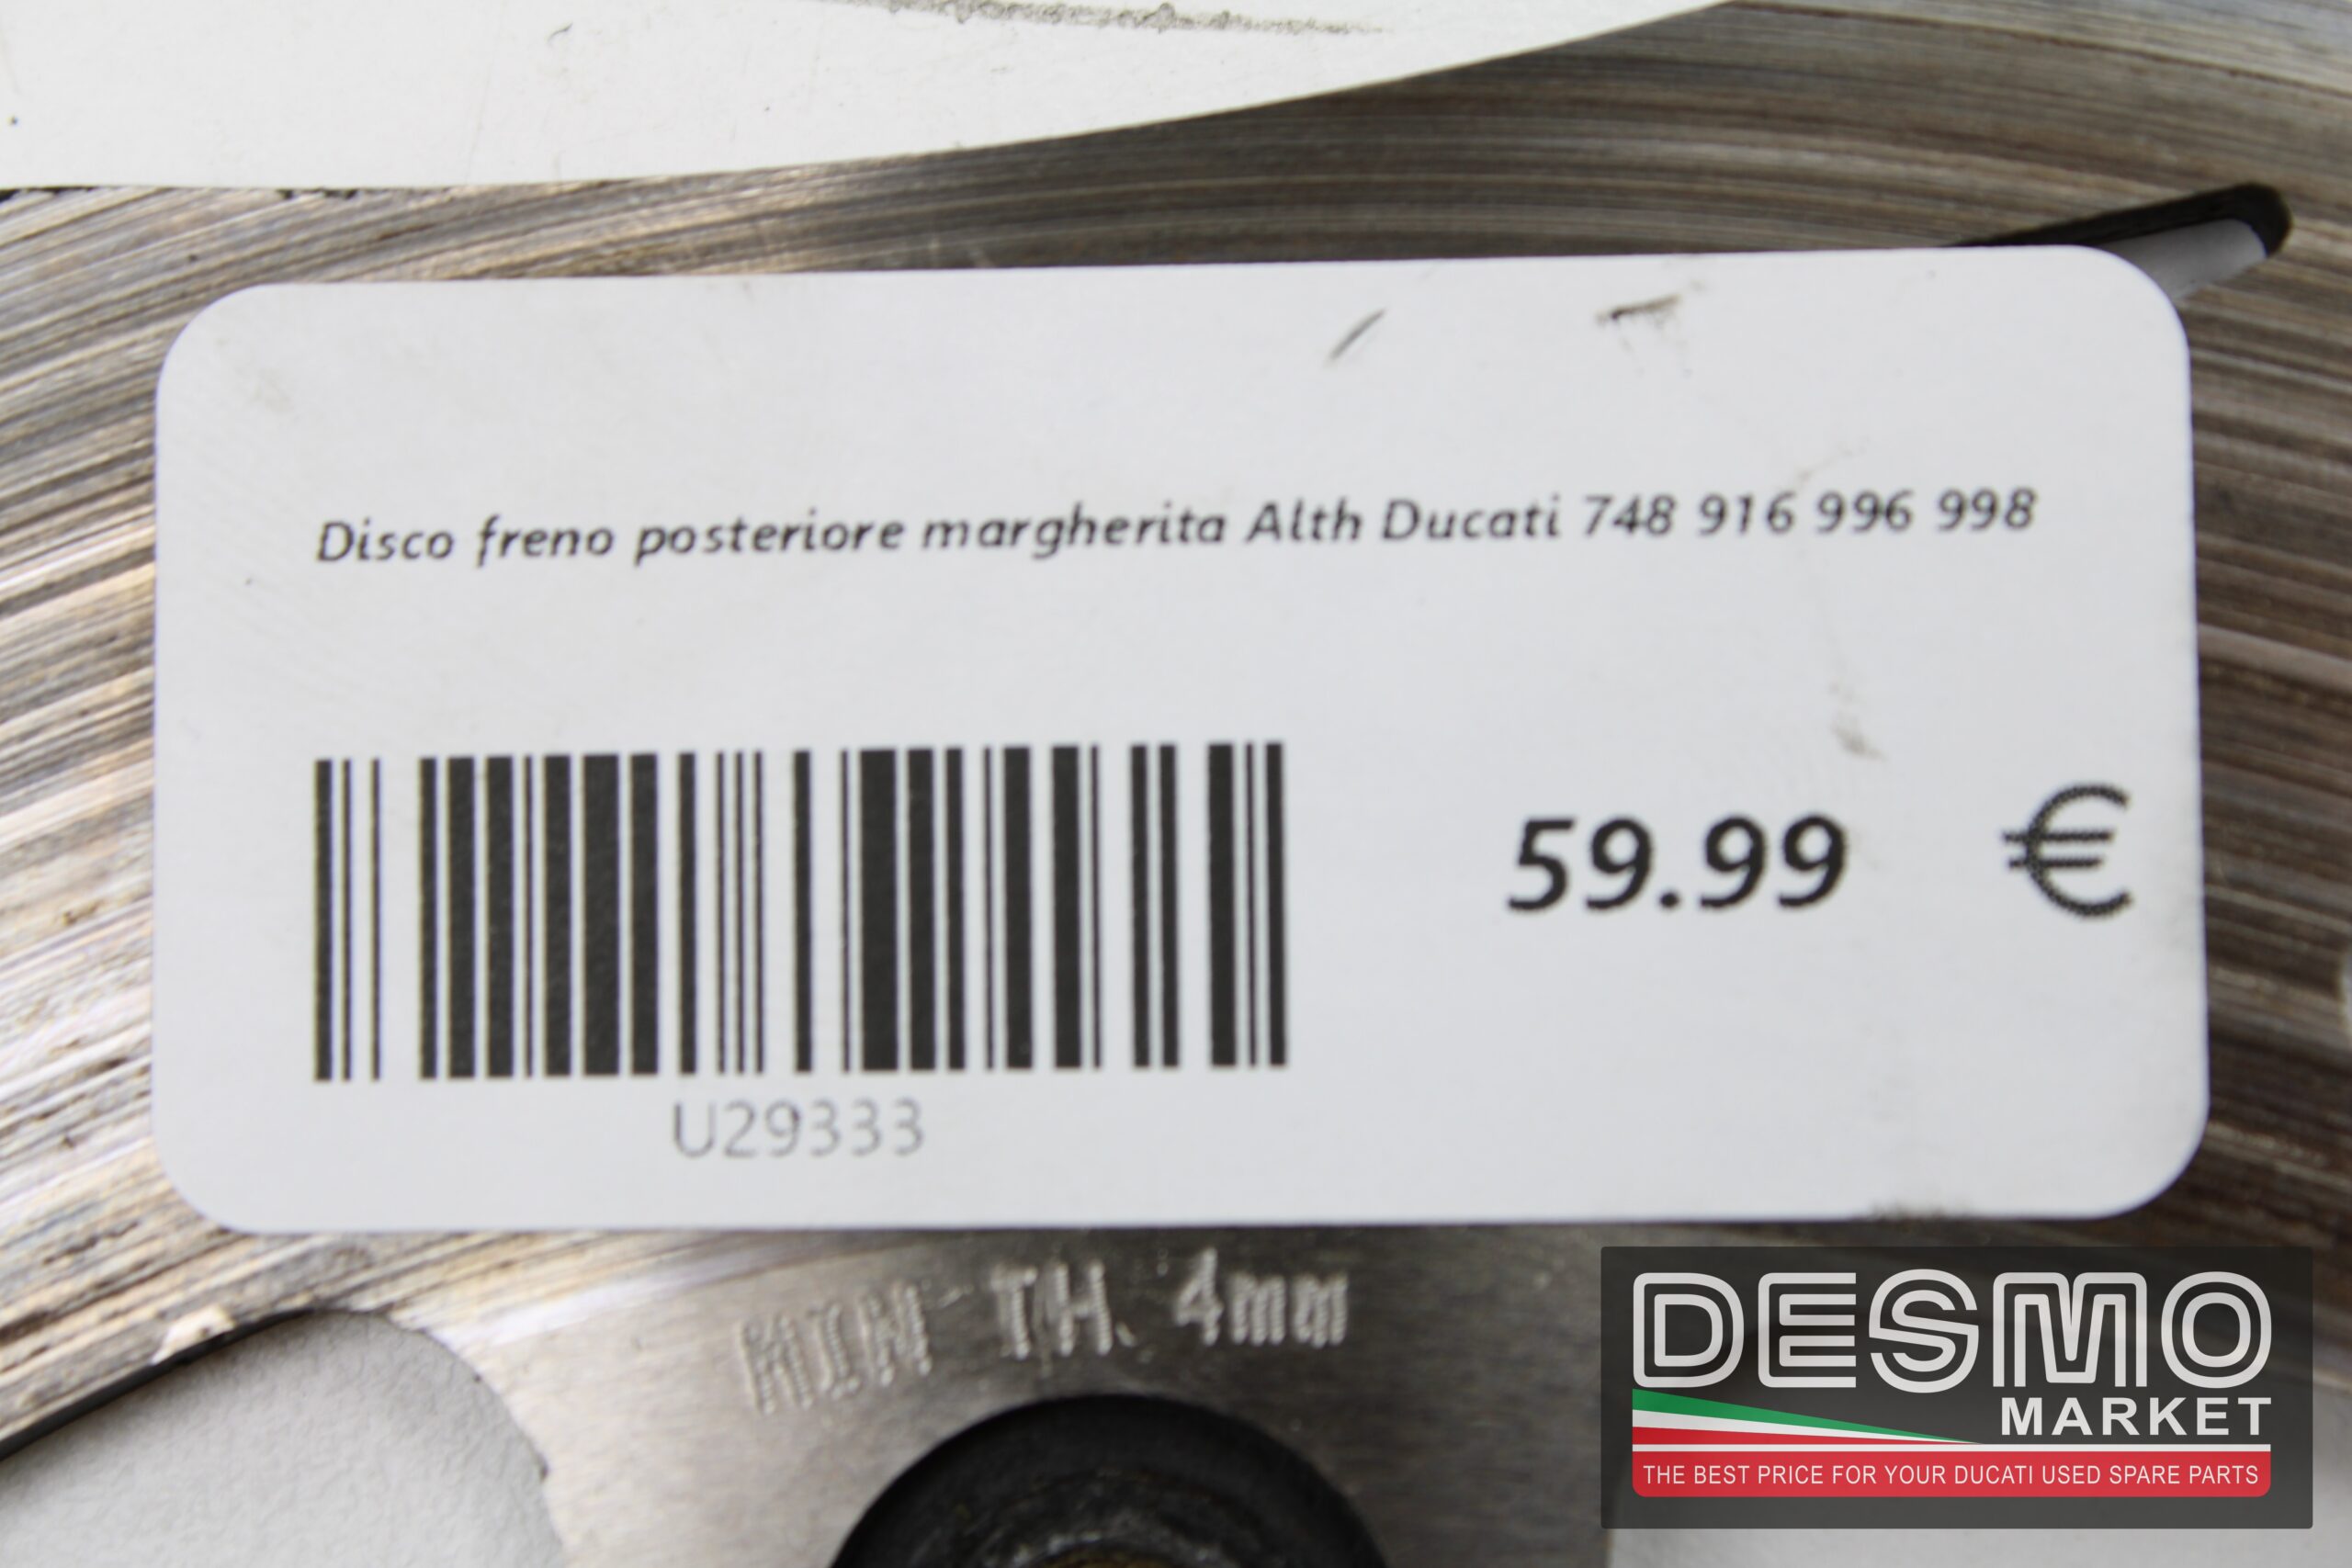 Disco freno posteriore margherita Alth Ducati 748 916 996 998
59.99 €
U29333
MIN TH. 4mm
DESMO
MARKET
THE BEST PRICE FOR YOUR DUCATI USED SPARE PARTS